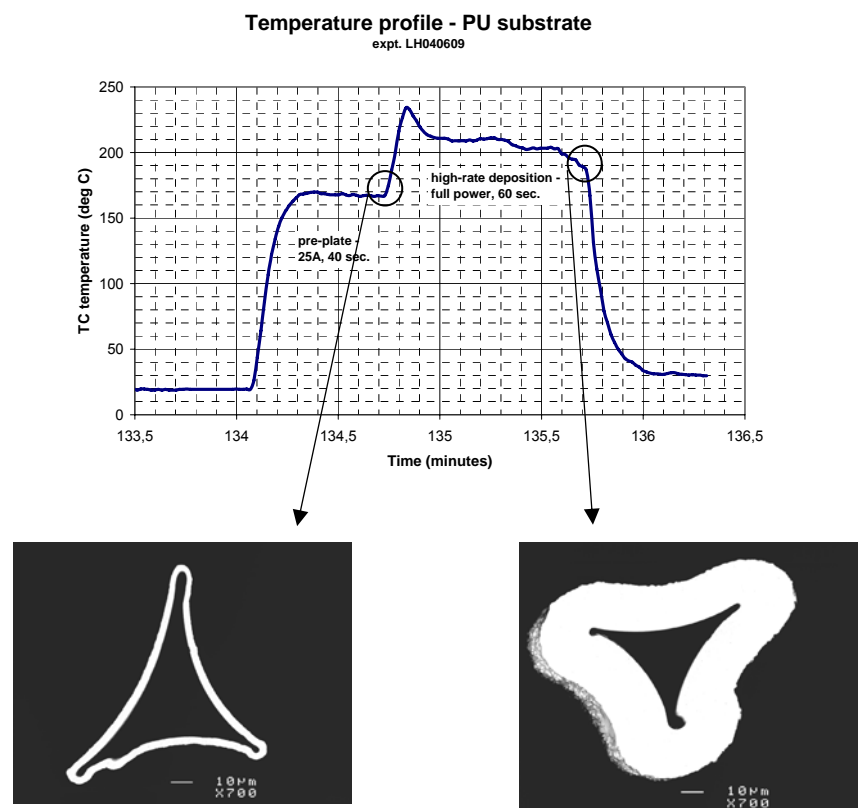 Temperature profile - PU substrate
expt. LH040609
250
200
150
100
50
0
TC temperature (deg C)
high-rate deposition -
full power, 60 sec.
pre-plate -
25A, 40 sec.
133,5
134
134,5
135
135,5
136
136,5
Time (minutes)
10µm
X700
10µm
X700